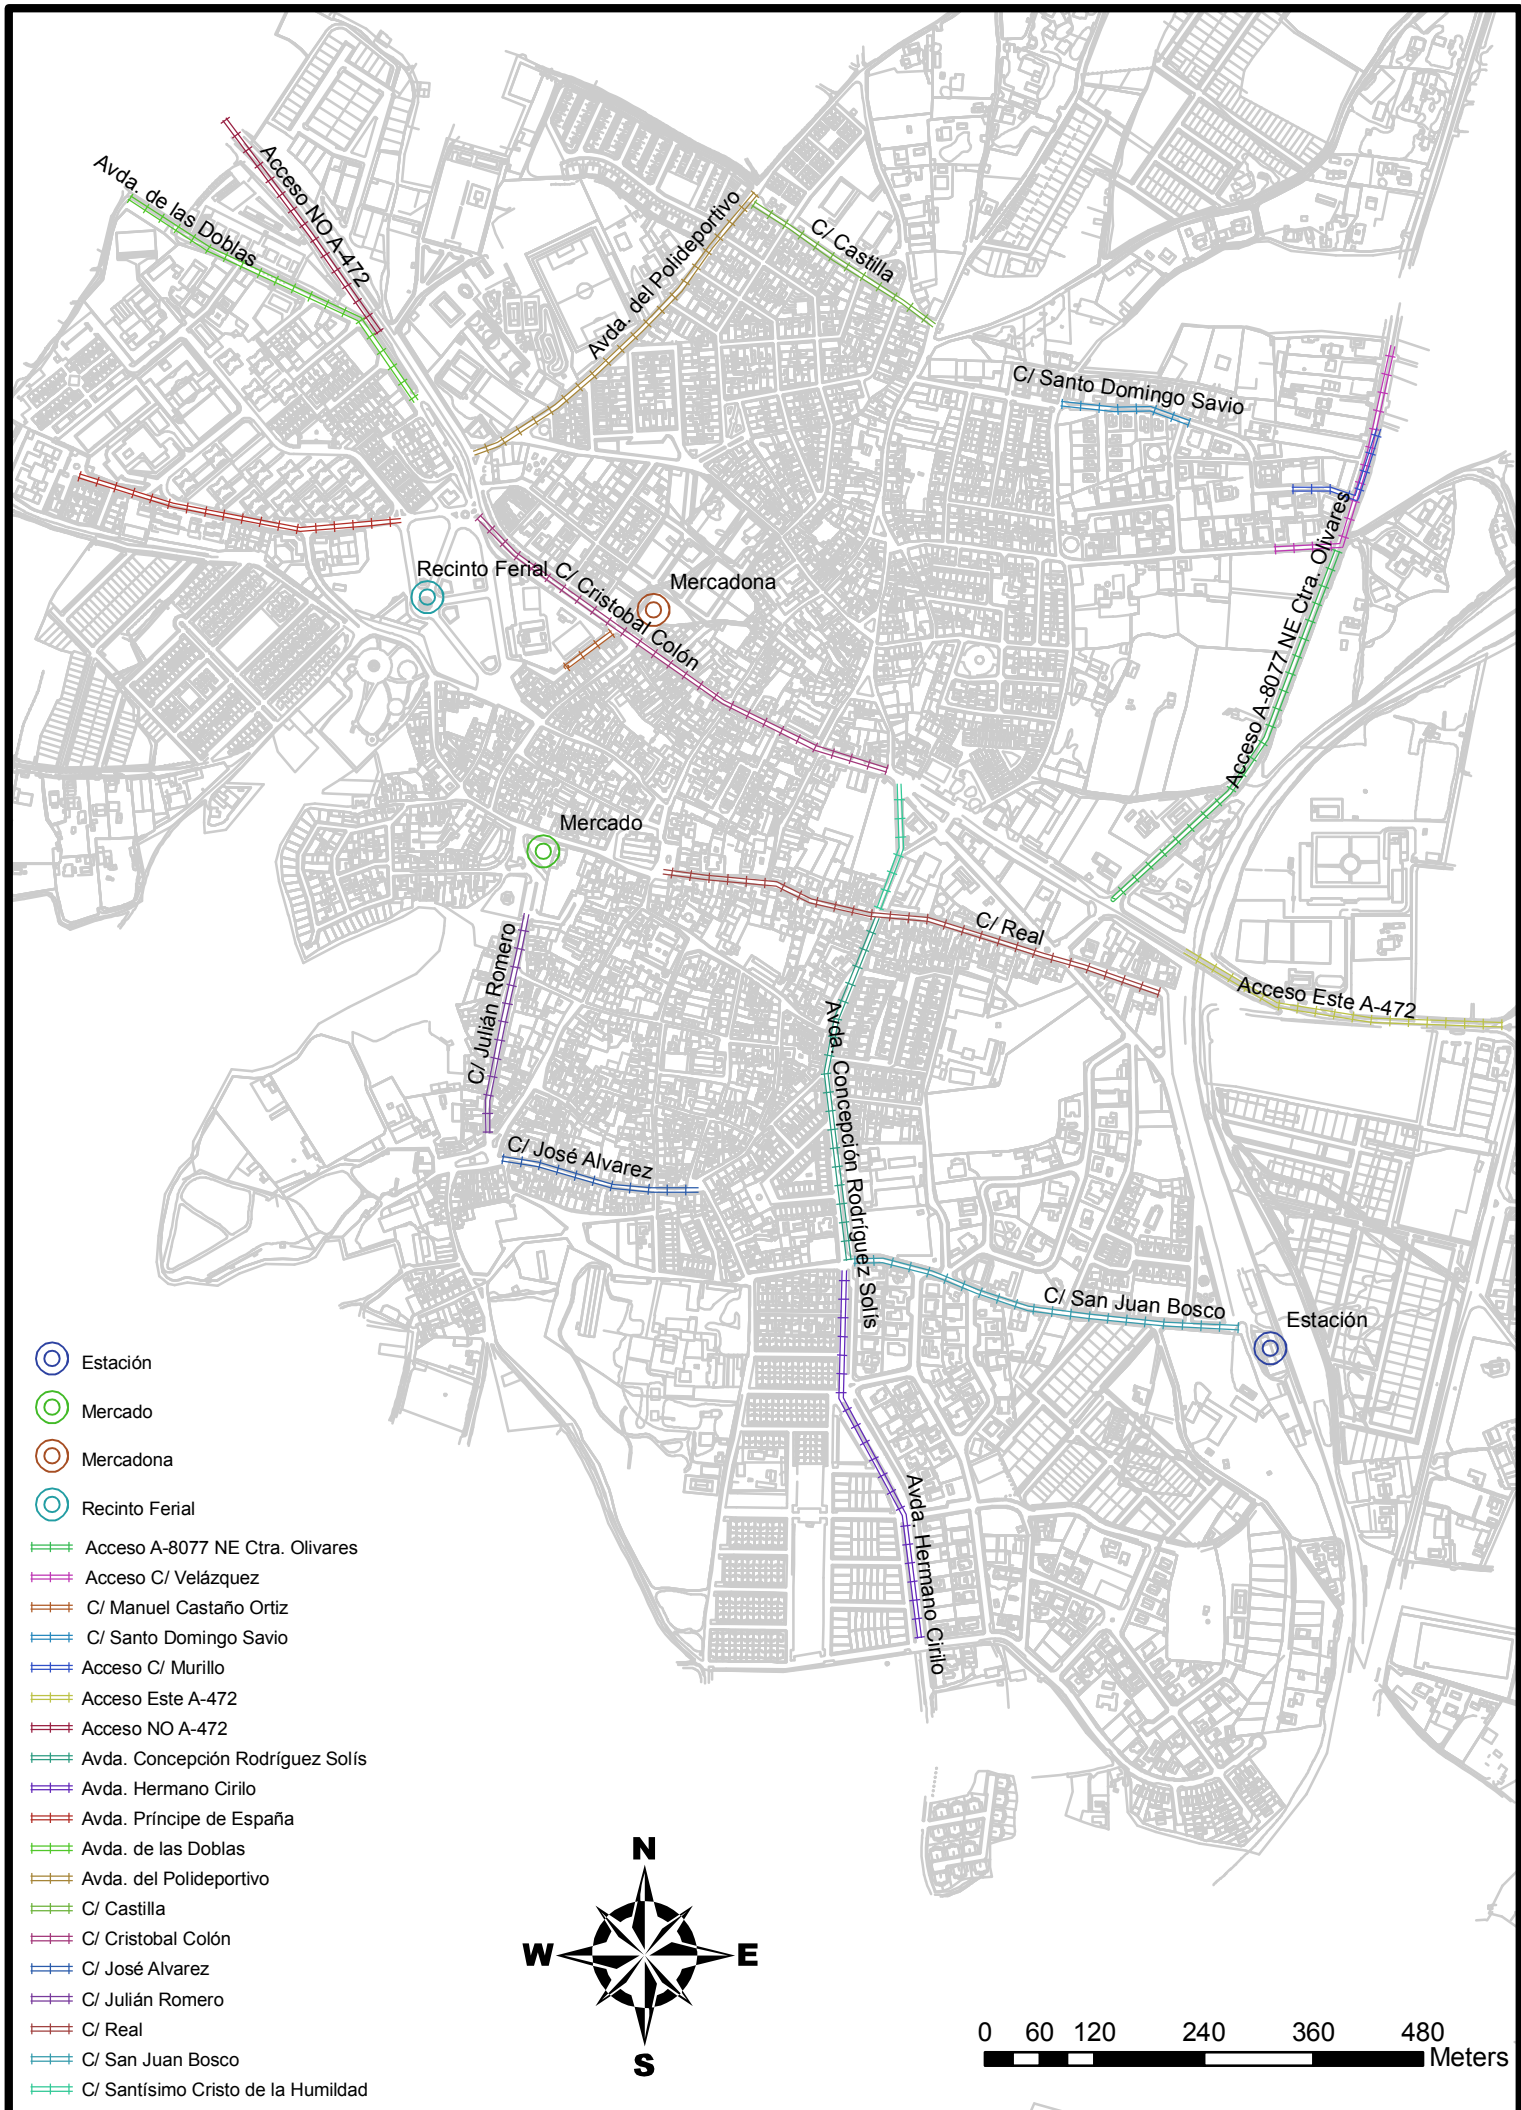 Avda. de las Doblas
Acceso NO A-472
Avda. del Polideportivo
C/ Castilla
C/ Santo Domingo Savio
Acceso A-8077 NE Ctra. Olivares
Recinto Ferial
C/ Cristobal Colón
Mercadona
Mercado
C/ Real
Acceso Este A-472
C/ Julián Romero
Avda. Concepción Rodríguez Solís
C/ José Alvarez
C/ San Juan Bosco
Estación
Avda. Hermano Cirilo
Estación
Mercado
Mercadona
Recinto Ferial
Acceso A-8077 NE Ctra. Olivares
Acceso C/ Velázquez
C/ Manuel Castaño Ortiz
C/ Santo Domingo Savio
Acceso C/ Murillo
Acceso Este A-472
Acceso NO A-472
Avda. Concepción Rodríguez Solís
Avda. Hermano Cirilo
Avda. Príncipe de España
Avda. de las Doblas
Avda. del Polideportivo
C/ Castilla
C/ Cristobal Colón
C/ José Alvarez
C/ Julián Romero
C/ Real
C/ San Juan Bosco
C/ Santísimo Cristo de la Humildad
N
W E
S
0 60 120 240 360 480
Meters